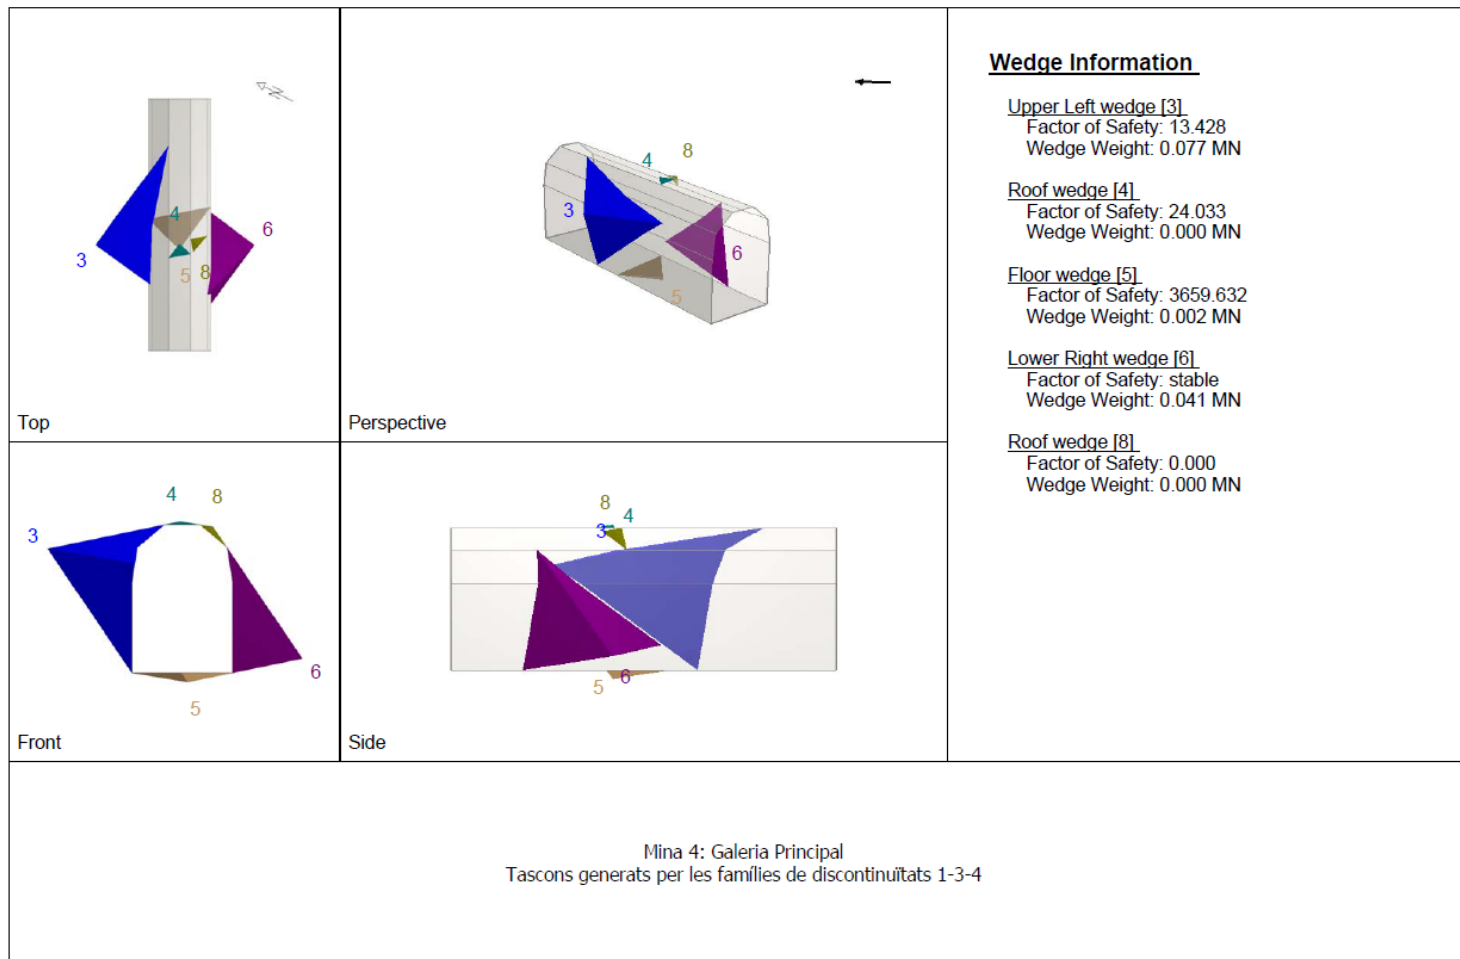 N
4
6
3
5
8
Top
8
4
3
6
5
Perspective
4
8
3
6
5
Front
8
4
3
5
6
Side
Wedge Information
Upper Left wedge [3]
Factor of Safety: 13.428
Wedge Weight: 0.077 MN
Roof wedge [4]
Factor of Safety: 24.033
Wedge Weight: 0.000 MN
Floor wedge [5]
Factor of Safety: 3659.632
Wedge Weight: 0.002 MN
Lower Right wedge [6]
Factor of Safety: stable
Wedge Weight: 0.041 MN
Roof wedge [8]
Factor of Safety: 0.000
Wedge Weight: 0.000 MN
Mina 4: Galeria Principal
Tascons generats per les famílies de discontinuïtats 1-3-4